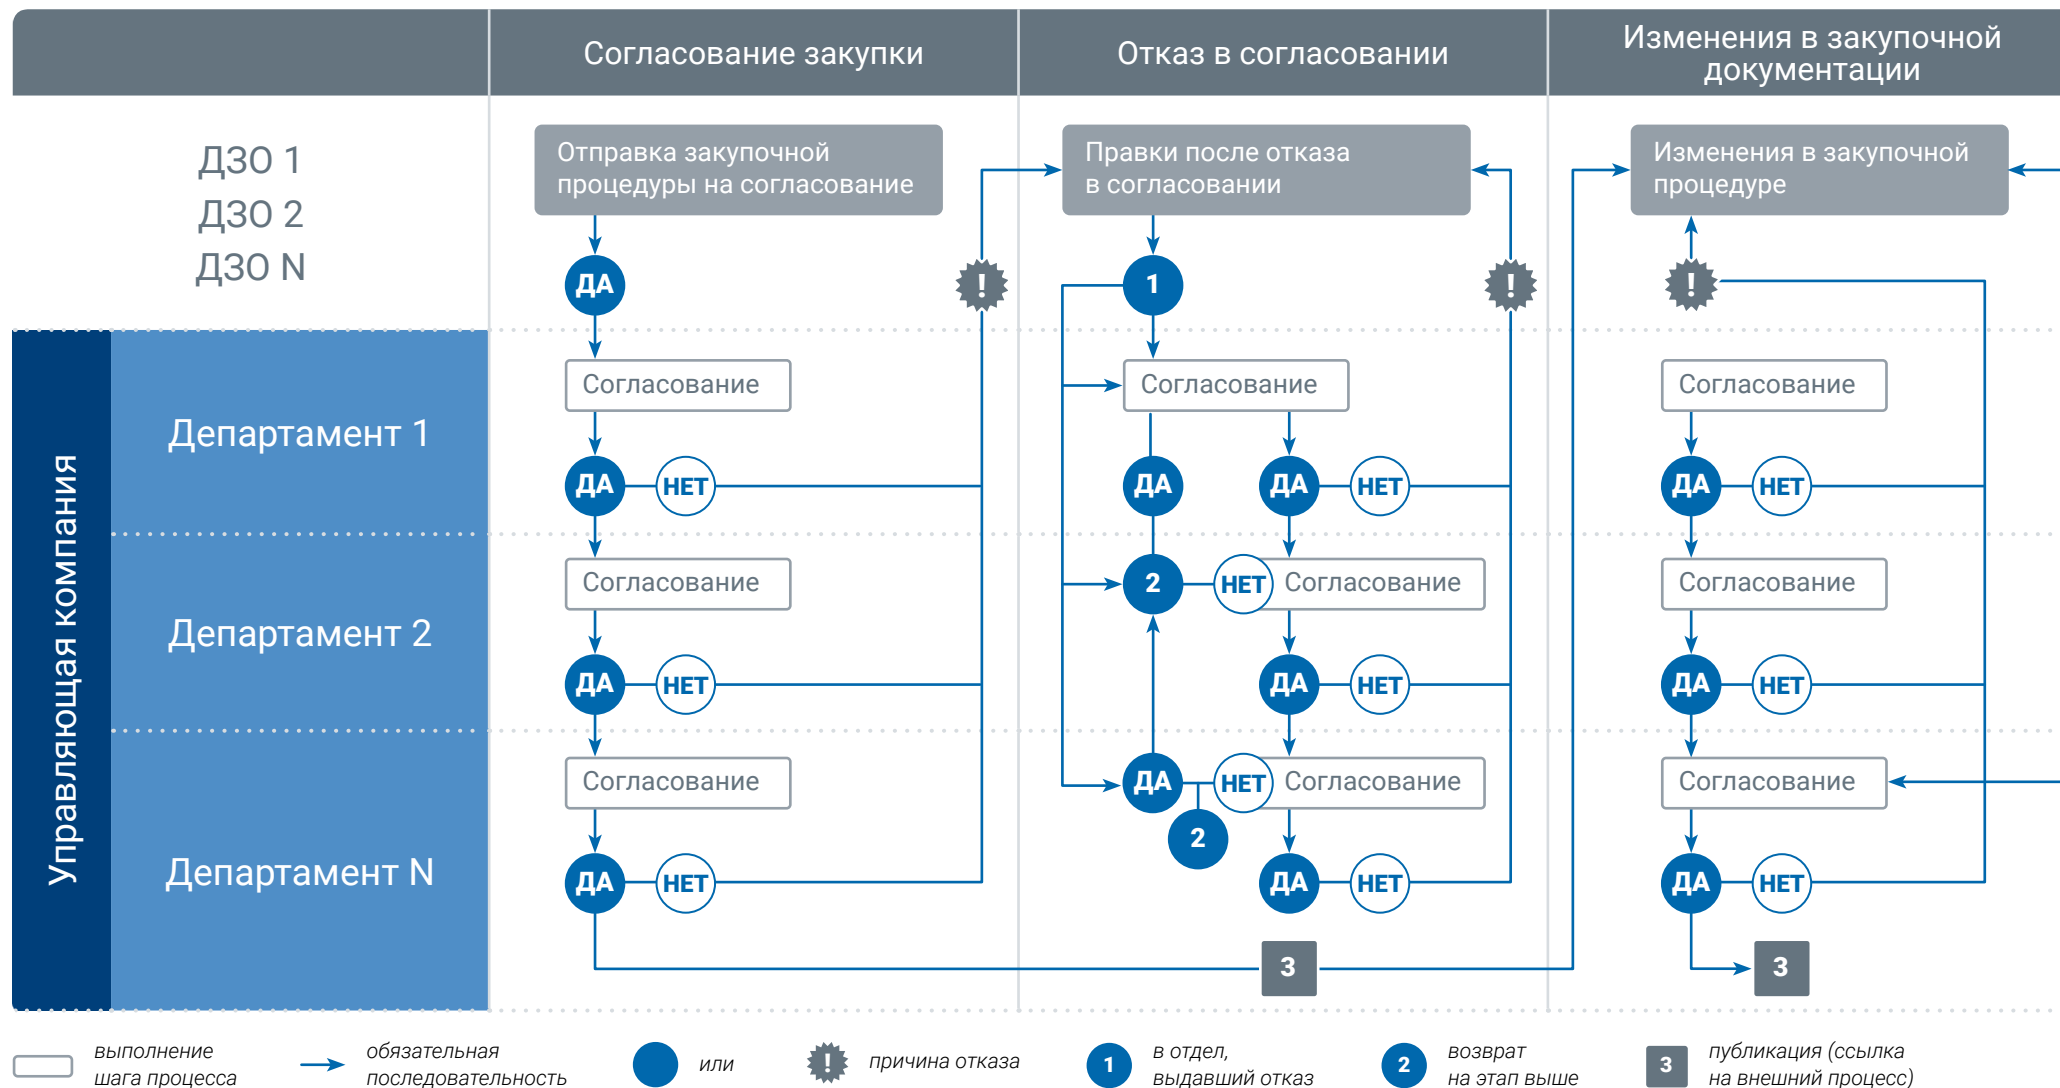 Согласование закупки
Отказ в согласовании
Изменения в закупочной
документации
ДЗО 1
ДЗО 2
ДЗО N
Отправка закупочной
процедуры на согласование
Правки после отказа
в согласовании
Изменения в закупочной
процедуре
ДА
!
1
!
!
Управляющая компания
Департамент 1
Согласование
Согласование
Согласование
ДА
НЕТ
ДА
ДА
НЕТ
ДА
НЕТ
Департамент 2
Согласование
2
НЕТ
Согласование
Согласование
ДА
НЕТ
ДА
НЕТ
ДА
НЕТ
Департамент N
Согласование
ДА
НЕТ
Согласование
Согласование
2
ДА
НЕТ
ДА
НЕТ
ДА
НЕТ
3
3
выполнение
шага процесса
обязательная
последовательность
или
!
причина отказа
1
в отдел,
выдавший отказ
2
возврат
на этап выше
3
публикация (ссылка
на внешний процесс)